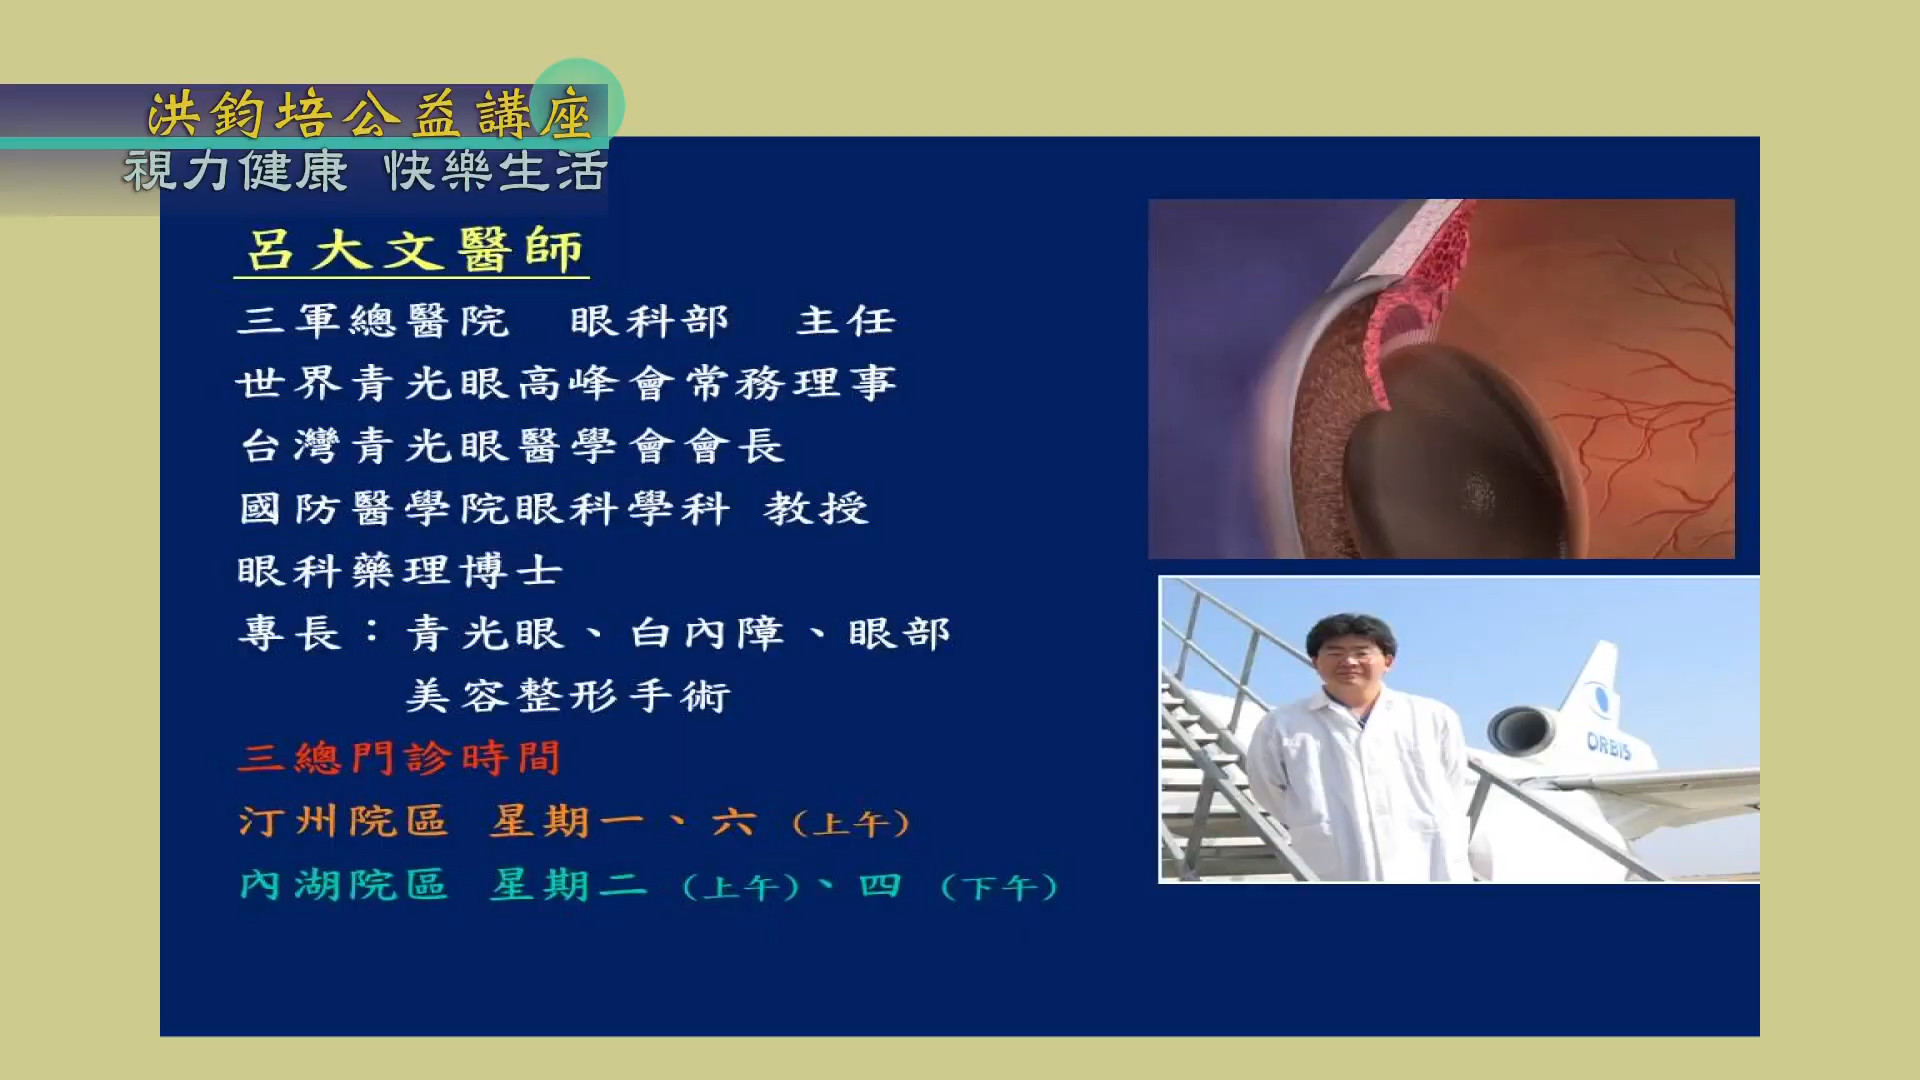 洪鈞培公益講座
視力健康 快樂生活
呂大文醫師
三軍總醫院 眼科部 主任
世界青光眼高峰會常務理事
台灣青光眼醫學會會長
國防醫學院眼科學科 教授
眼科藥理博士
專長：青光眼、白內障、眼部
美容整形手術
三總門診時間
汀州院區 星期一、六（上午）
內湖院區 星期二（上午）、四（下午）
ORBIS